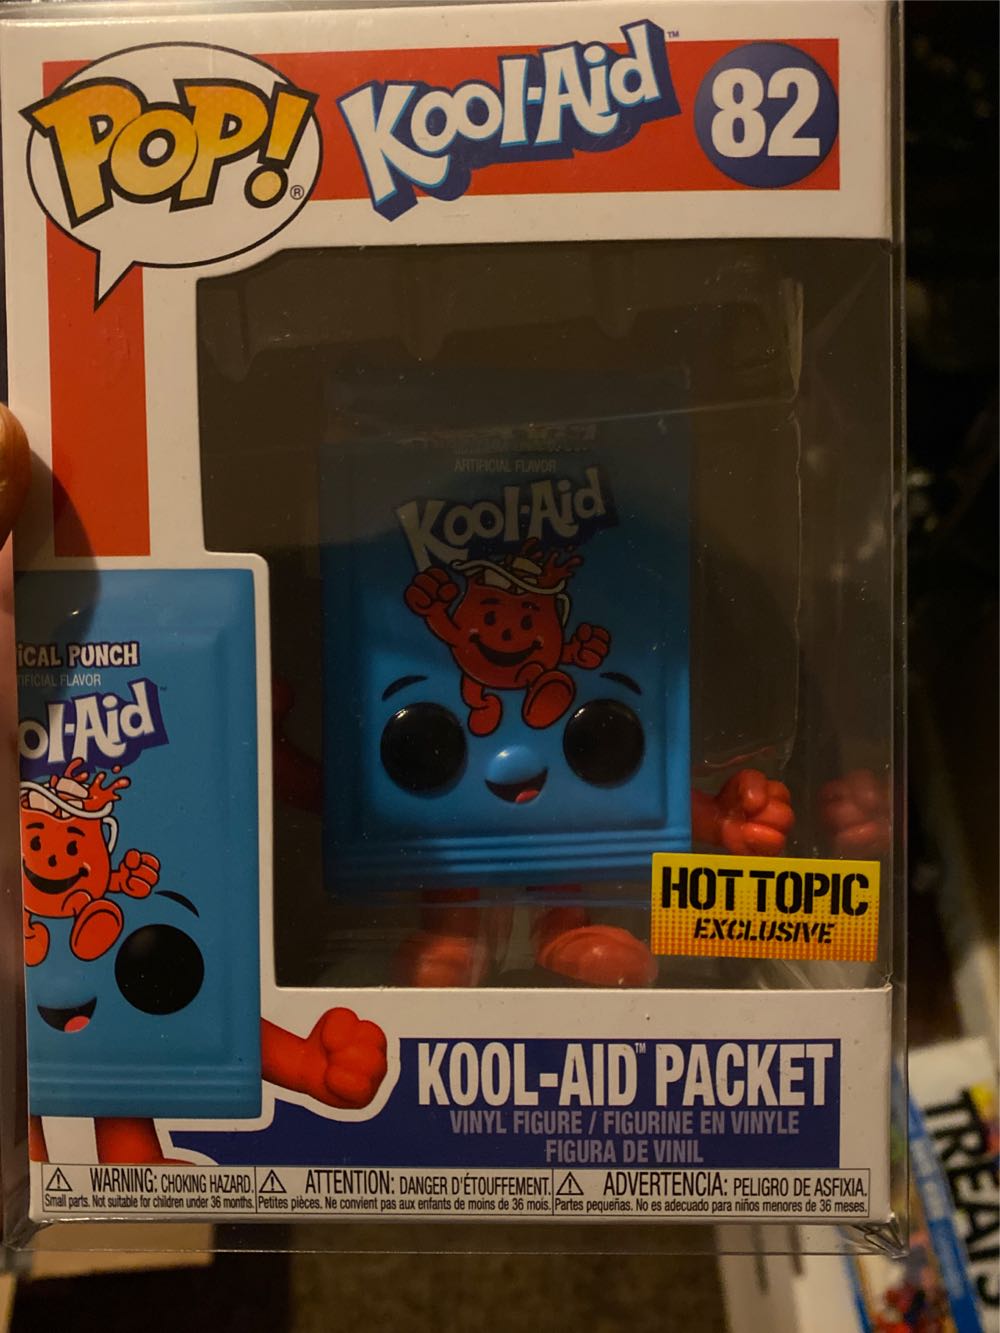 POP!®
Kool-Aid™
82
ARTIFICIAL FLAVOR
Kool-Aid
ICAL PUNCH
IFICIAL FLAVOR
ol-Aid
HOT TOPIC
EXCLUSIVE
KOOL-AID™ PACKET
VINYL FIGURE / FIGURINE EN VINYLE
FIGURA DE VINIL
WARNING: CHOKING HAZARD.
Small parts. Not suitable for children under 36 months.
ATTENTION: DANGER D'ÉTOUFFEMENT.
Petites pièces. Ne convient pas aux enfants de moins de 36 mois.
ADVERTENCIA: PELIGRO DE ASFIXIA.
Partes pequeñas. No es adecuado para niños menores de 36 meses.
TREATS